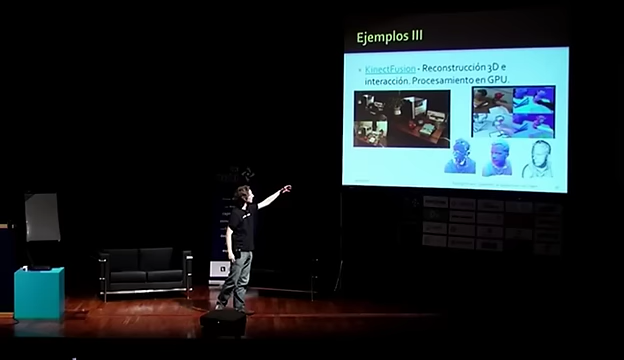 Ejemplos III
KinectFusion - Reconstrucción 3D e
interacción. Procesamiento en GPU.